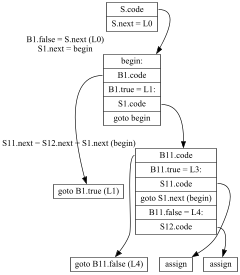 S.code
S.next = L0
B1.false = S.next (L0)
S1.next = begin
begin:
B1.code
B1.true = L1:
S1.code
goto begin
S11.next = S12.next = S1.next (begin)
B11.code
B11.true = L3:
S11.code
goto S1.next (begin)
B11.false = L4:
S12.code
goto B1.true (L1)
goto B11.false (L4)
assign
assign